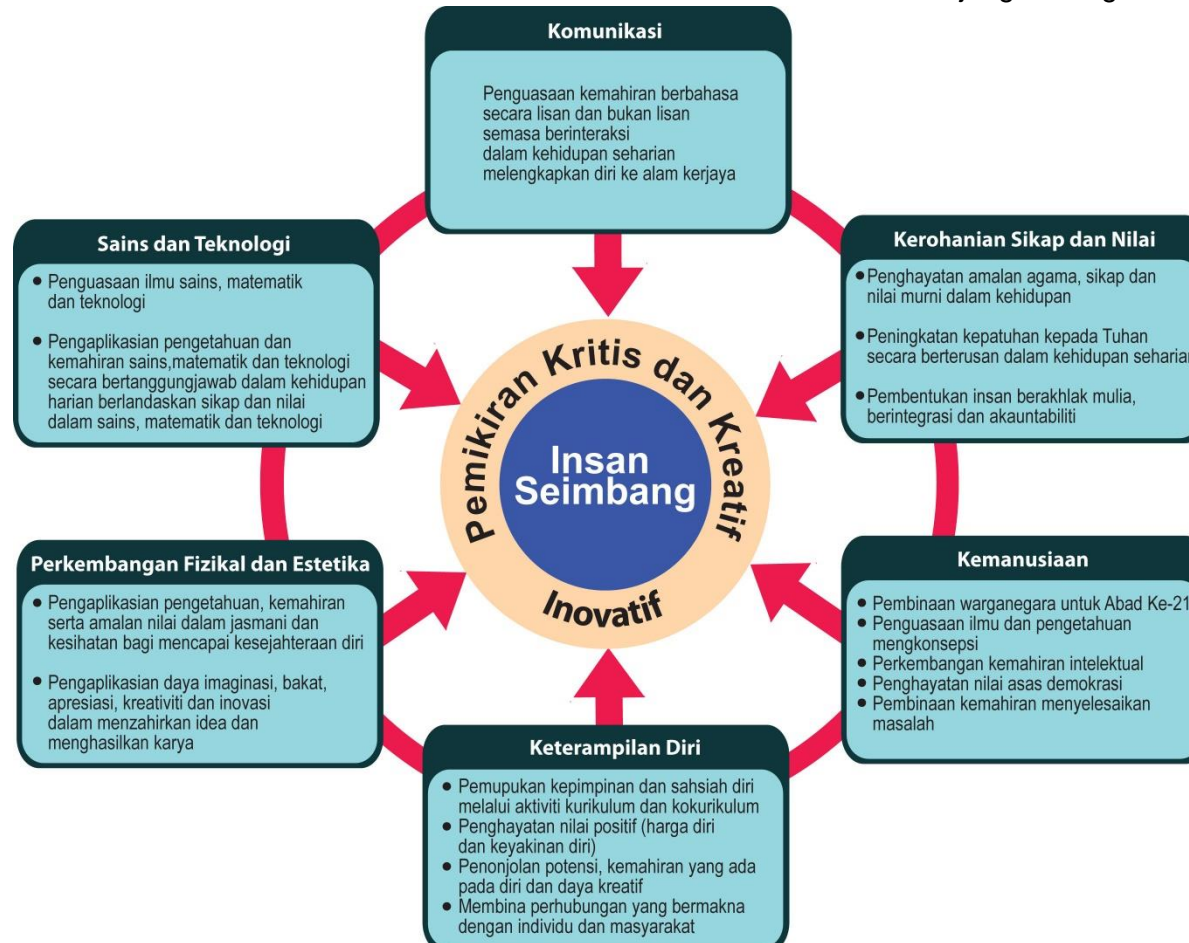 Komunikasi
Penguasaan kemahiran berbahasa
secara lisan dan bukan lisan
semasa berinteraksi
dalam kehidupan seharian
melengkapkan diri ke alam kerjaya
Sains dan Teknologi
• Penguasaan ilmu sains, matematik
dan teknologi
• Pengaplikasian pengetahuan dan
kemahiran sains,matematik dan teknologi
secara bertanggungjawab dalam kehidupan
harian berlandaskan sikap dan nilai
dalam sains, matematik dan teknologi
Kerohanian Sikap dan Nilai
• Penghayatan amalan agama, sikap dan
nilai murni dalam kehidupan
• Peningkatan kepatuhan kepada Tuhan
secara berterusan dalam kehidupan seharian
• Pembentukan insan berakhlak mulia,
berintegrasi dan akauntabiliti
Pemikiran Kritis dan Kreatif
Insan
Seimbang
Inovatif
Perkembangan Fizikal dan Estetika
• Pengaplikasian pengetahuan, kemahiran
serta amalan nilai dalam jasmani dan
kesihatan bagi mencapai kesejahteraan diri
• Pengaplikasian daya imaginasi, bakat,
apresiasi, kreativiti dan inovasi
dalam menzahirkan idea dan
menghasilkan karya
Kemanusiaan
• Pembinaan warganegara untuk Abad Ke-21
• Penguasaan ilmu dan pengetahuan
mengkonsepsi
• Perkembangan kemahiran intelektual
• Penghayatan nilai asas demokrasi
• Pembinaan kemahiran menyelesaikan
masalah
Keterampilan Diri
• Pemupukan kepimpinan dan sahsiah diri
melalui aktiviti kurikulum dan kokurikulum
• Penghayatan nilai positif (harga diri
dan keyakinan diri)
• Penonjolan potensi, kemahiran yang ada
pada diri dan daya kreatif
• Membina perhubungan yang bermakna
dengan individu dan masyarakat